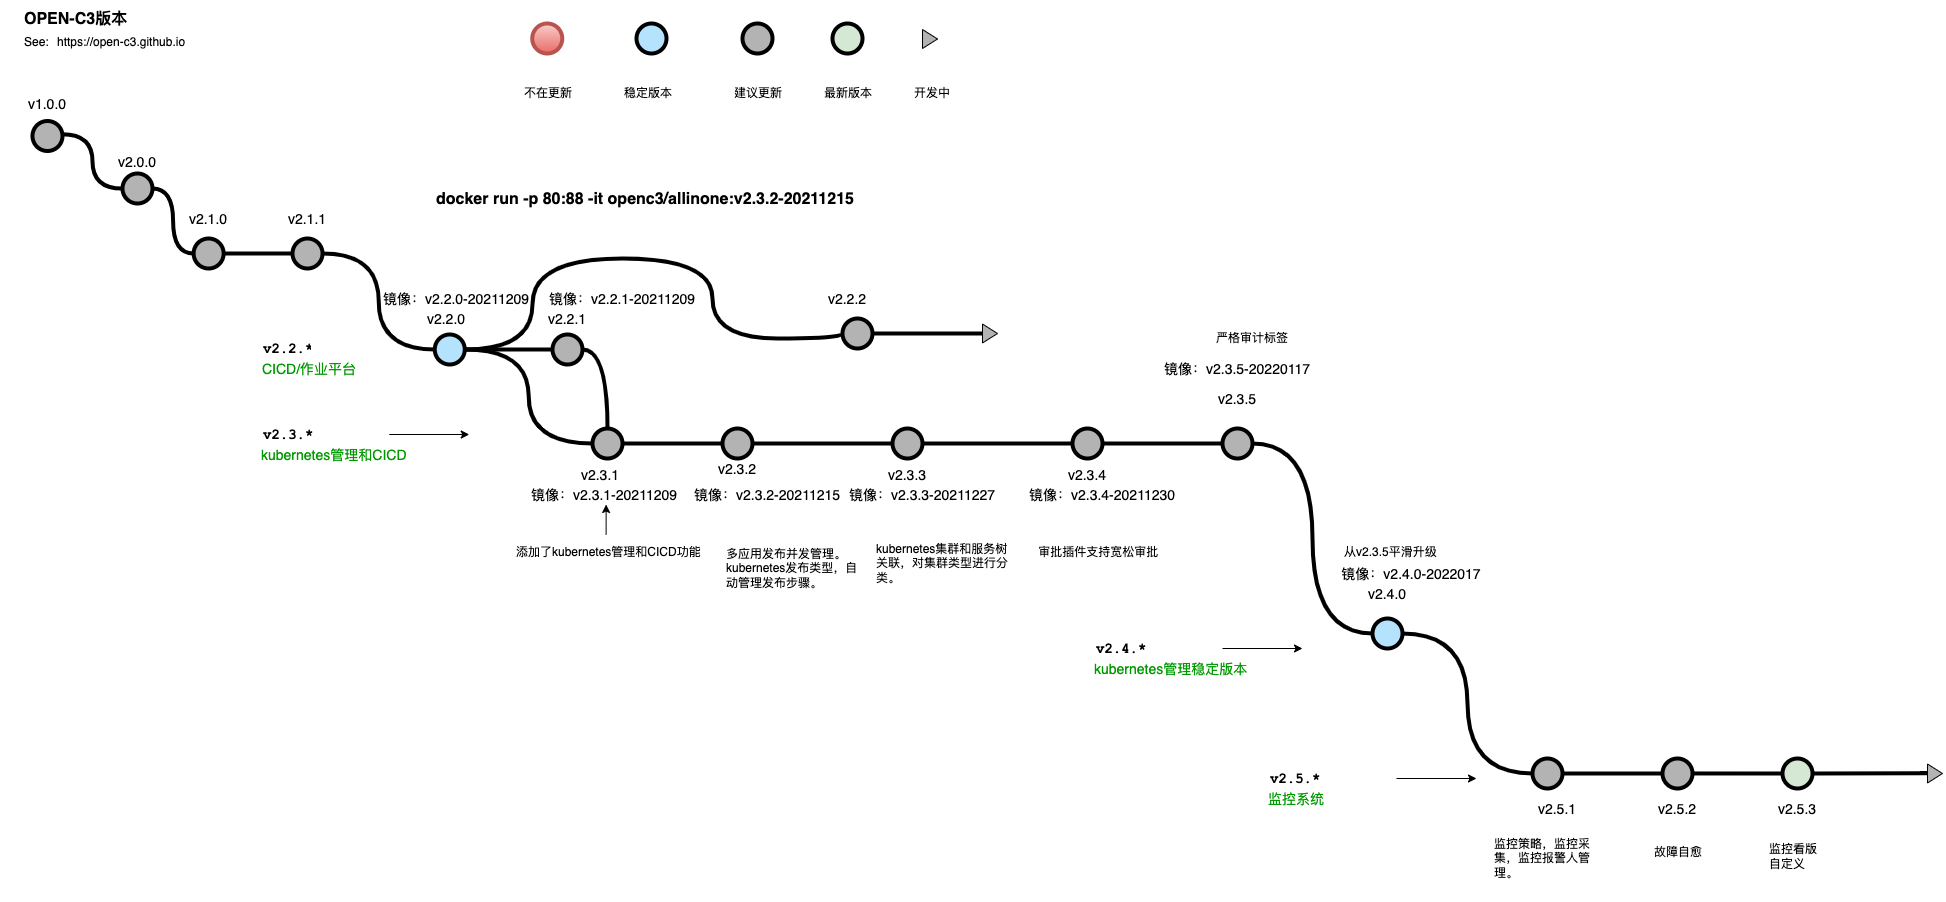 OPEN-C3版本
See: https://open-c3.github.io
不在更新
稳定版本
建议更新
最新版本
开发中
v1.0.0
v2.0.0
v2.1.0
v2.1.1
docker run -p 80:88 -it openc3/allinone:v2.3.2-20211215
镜像：v2.2.0-20211209
v2.2.0
镜像：v2.2.1-20211209
v2.2.1
v2.2.2
v2.2.*
CICD/作业平台
严格审计标签
镜像：v2.3.5-20220117
v2.3.5
v2.3.*
kubernetes管理和CICD
v2.3.1
镜像：v2.3.1-20211209
添加了kubernetes管理和CICD功能
v2.3.2
镜像：v2.3.2-20211215
多应用发布并发管理。
kubernetes发布类型，自
动管理发布步骤。
v2.3.3
镜像：v2.3.3-20211227
kubernetes集群和服务树
关联，对集群类型进行分
类。
v2.3.4
镜像：v2.3.4-20211230
审批插件支持宽松审批
从v2.3.5平滑升级
镜像：v2.4.0-2022017
v2.4.0
v2.4.*
kubernetes管理稳定版本
v2.5.*
监控系统
v2.5.1
监控策略，监控采
集，监控报警人管
理。
v2.5.2
故障自愈
v2.5.3
监控看版
自定义